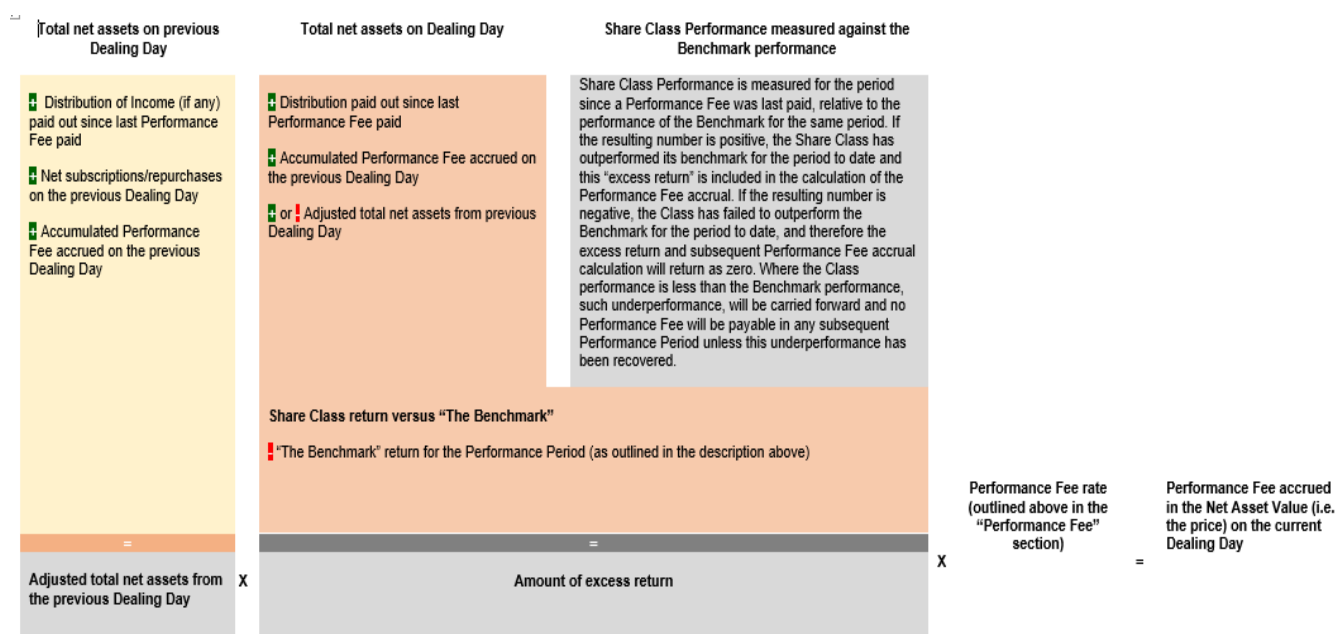 Total net assets on previous
Dealing Day
Total net assets on Dealing Day
Share Class Performance measured against the
Benchmark performance
+ Distribution of Income (if any)
paid out since last Performance
Fee paid
+ Net subscriptions/repurchases
on the previous Dealing Day
+ Accumulated Performance
Fee accrued on the previous
Dealing Day
+ Distribution paid out since last
Performance Fee paid
+ Accumulated Performance Fee accrued on
the previous Dealing Day
+ or - Adjusted total net assets from previous
Dealing Day
Share Class Performance is measured for the period
since a Performance Fee was last paid, relative to the
performance of the Benchmark for the same period. If
the resulting number is positive, the Share Class has
outperformed its benchmark for the period to date and
this “excess return” is included in the calculation of the
Performance Fee accrual. If the resulting number is
negative, the Class has failed to outperform the
Benchmark for the period to date, and therefore the
excess return and subsequent Performance Fee accrual
calculation will return as zero. Where the Class
performance is less than the Benchmark performance,
such underperformance, will be carried forward and no
Performance Fee will be payable in any subsequent
Performance Period unless this underperformance has
been recovered.
Share Class return versus “The Benchmark”
- “The Benchmark” return for the Performance Period (as outlined in the description above)
=
=
Adjusted total net assets from
the previous Dealing Day
X
Amount of excess return
X
Performance Fee rate
(outlined above in the
“Performance Fee”
section)
=
Performance Fee accrued
in the Net Asset Value (i.e.
the price) on the current
Dealing Day